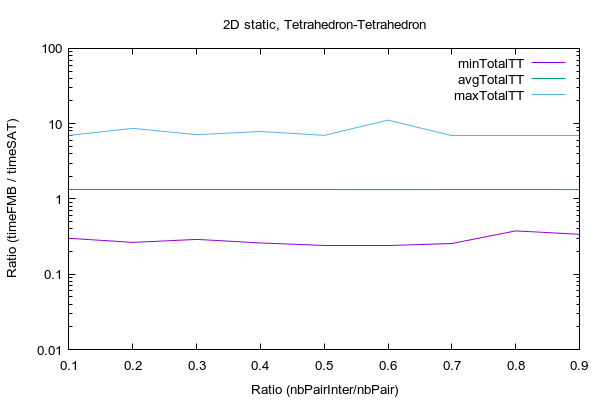 2D static, Tetrahedron-Tetrahedron
100
10
1
0.1
0.01
Ratio (timeFMB / timeSAT)
minTotalTT
avgTotalTT
maxTotalTT
0.1 0.2 0.3 0.4 0.5 0.6 0.7 0.8 0.9
Ratio (nbPairInter/nbPair)